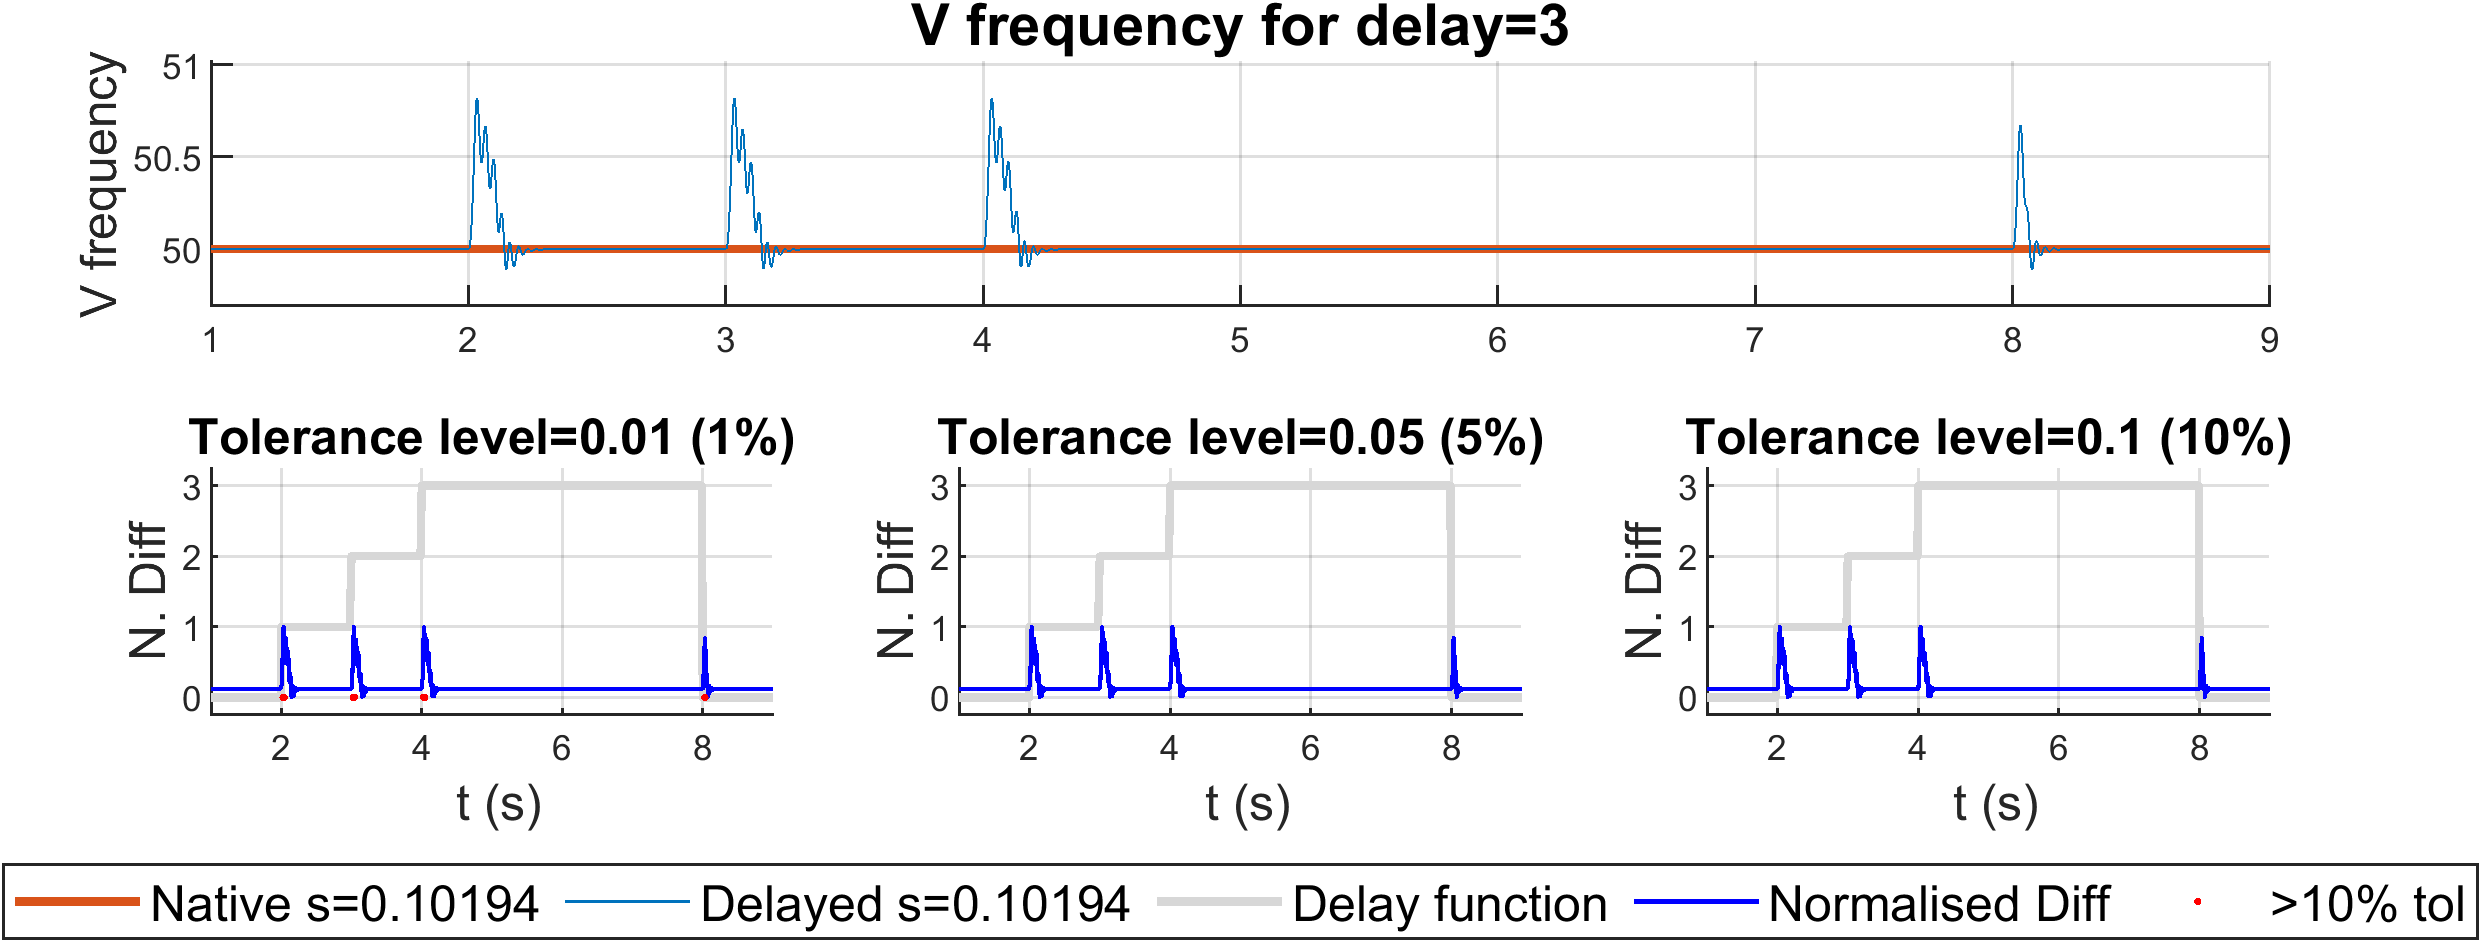 V frequency for delay=3
V frequency
51
50.5
50
1 2 3 4 5 6 7 8 9
Tolerance level=0.01 (1%) Tolerance level=0.05 (5%) Tolerance level=0.1 (10%)
N. Diff N. Diff N. Diff
3 3 3
2 2 2
1 1 1
0 0 0
2 4 6 8 2 4 6 8 2 4 6 8
t (s) t (s) t (s)
Native s=0.10194 Delayed s=0.10194 Delay function Normalised Diff >10% tol